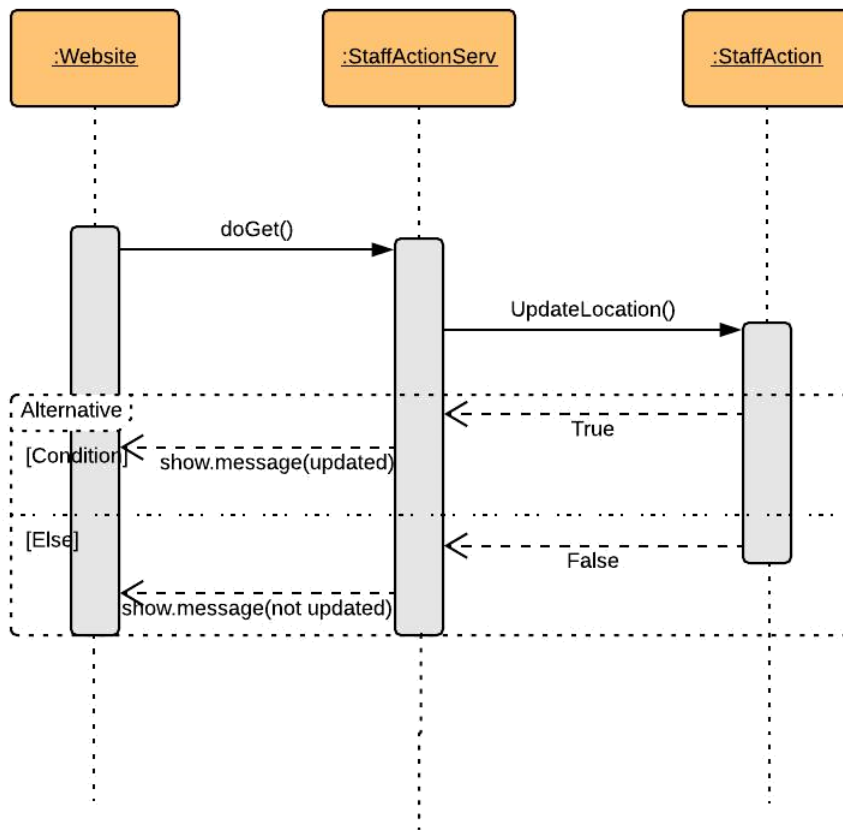 :Website
:StaffActionServ
:StaffAction
doGet()
UpdateLocation()
Alternative
True
[Condition]
show.message(updated)
[Else]
False
show.message(not updated)